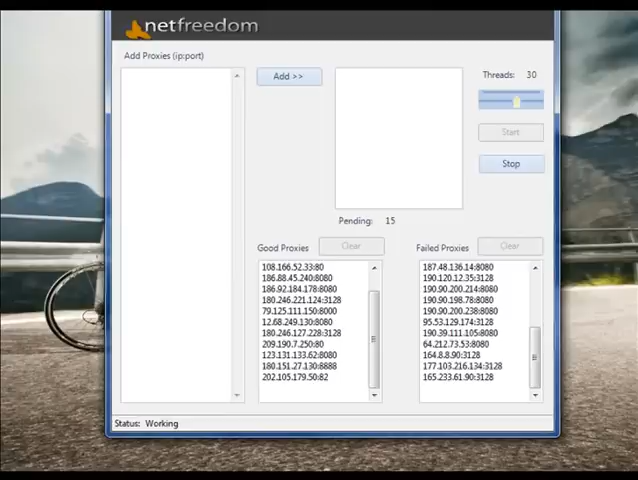 netfreedom
Add Proxies (ip:port)
Add >>
Threads: 30
Start
Stop
Pending: 15
Good Proxies
Clear
Failed Proxies
Clear
108.166.52.33:80
186.88.45.240:8080
186.92.184.178:8080
180.246.221.124:3128
79.125.111.150:8000
12.68.249.130:8080
180.246.127.228:3128
209.190.7.250:80
123.131.133.62:8080
180.151.27.130:8888
202.105.179.50:82
187.48.136.14:8080
190.120.12.35:3128
190.90.200.214:8080
190.90.198.78:8080
190.90.200.238:8080
95.53.129.174:3128
190.39.111.105:8080
64.212.73.53:8080
164.8.8.90:3128
177.103.216.134:3128
165.233.61.90:3128
Status: Working